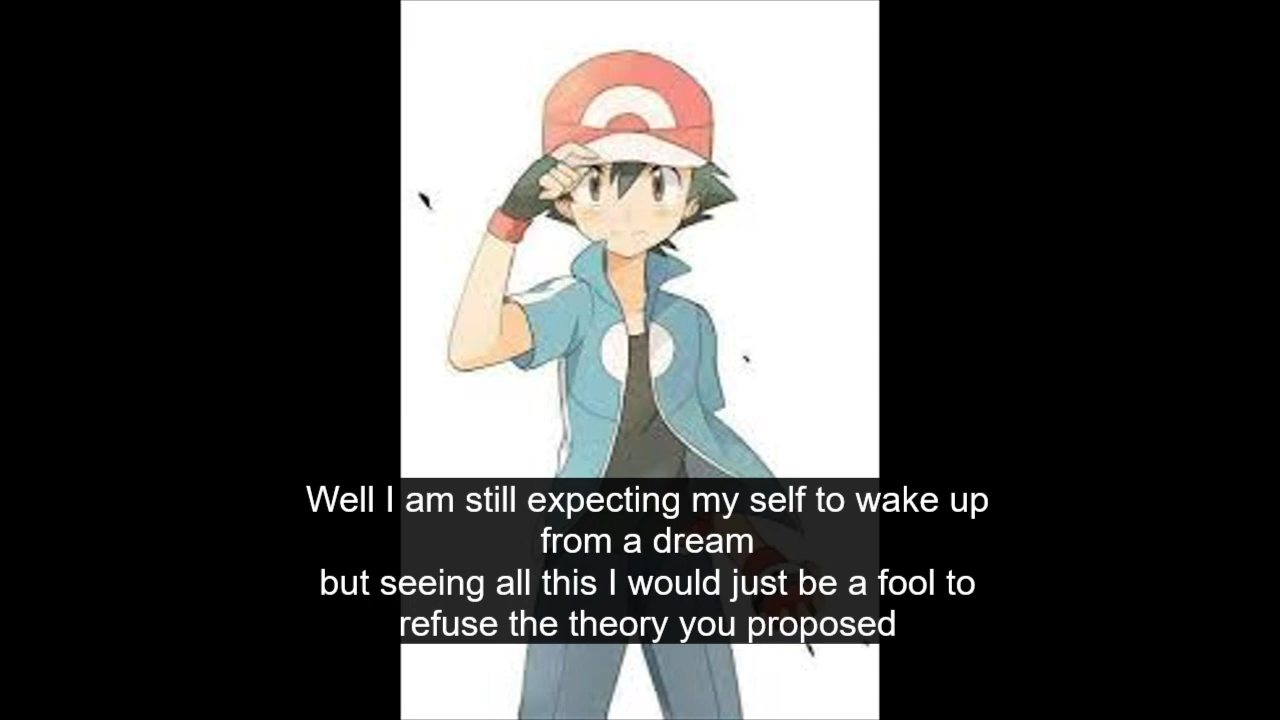 Well I am still expecting my self to wake up
from a dream
but seeing all this I would just be a fool to
refuse the theory you proposed